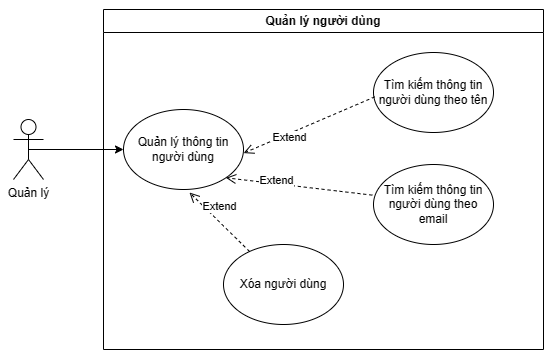 Quản lý người dùng
Tìm kiếm thông tin
người dùng theo tên
Extend
Quản lý thông tin
người dùng
Quản lý
Extend
Tìm kiếm thông tin
người dùng theo
email
Extend
Xóa người dùng